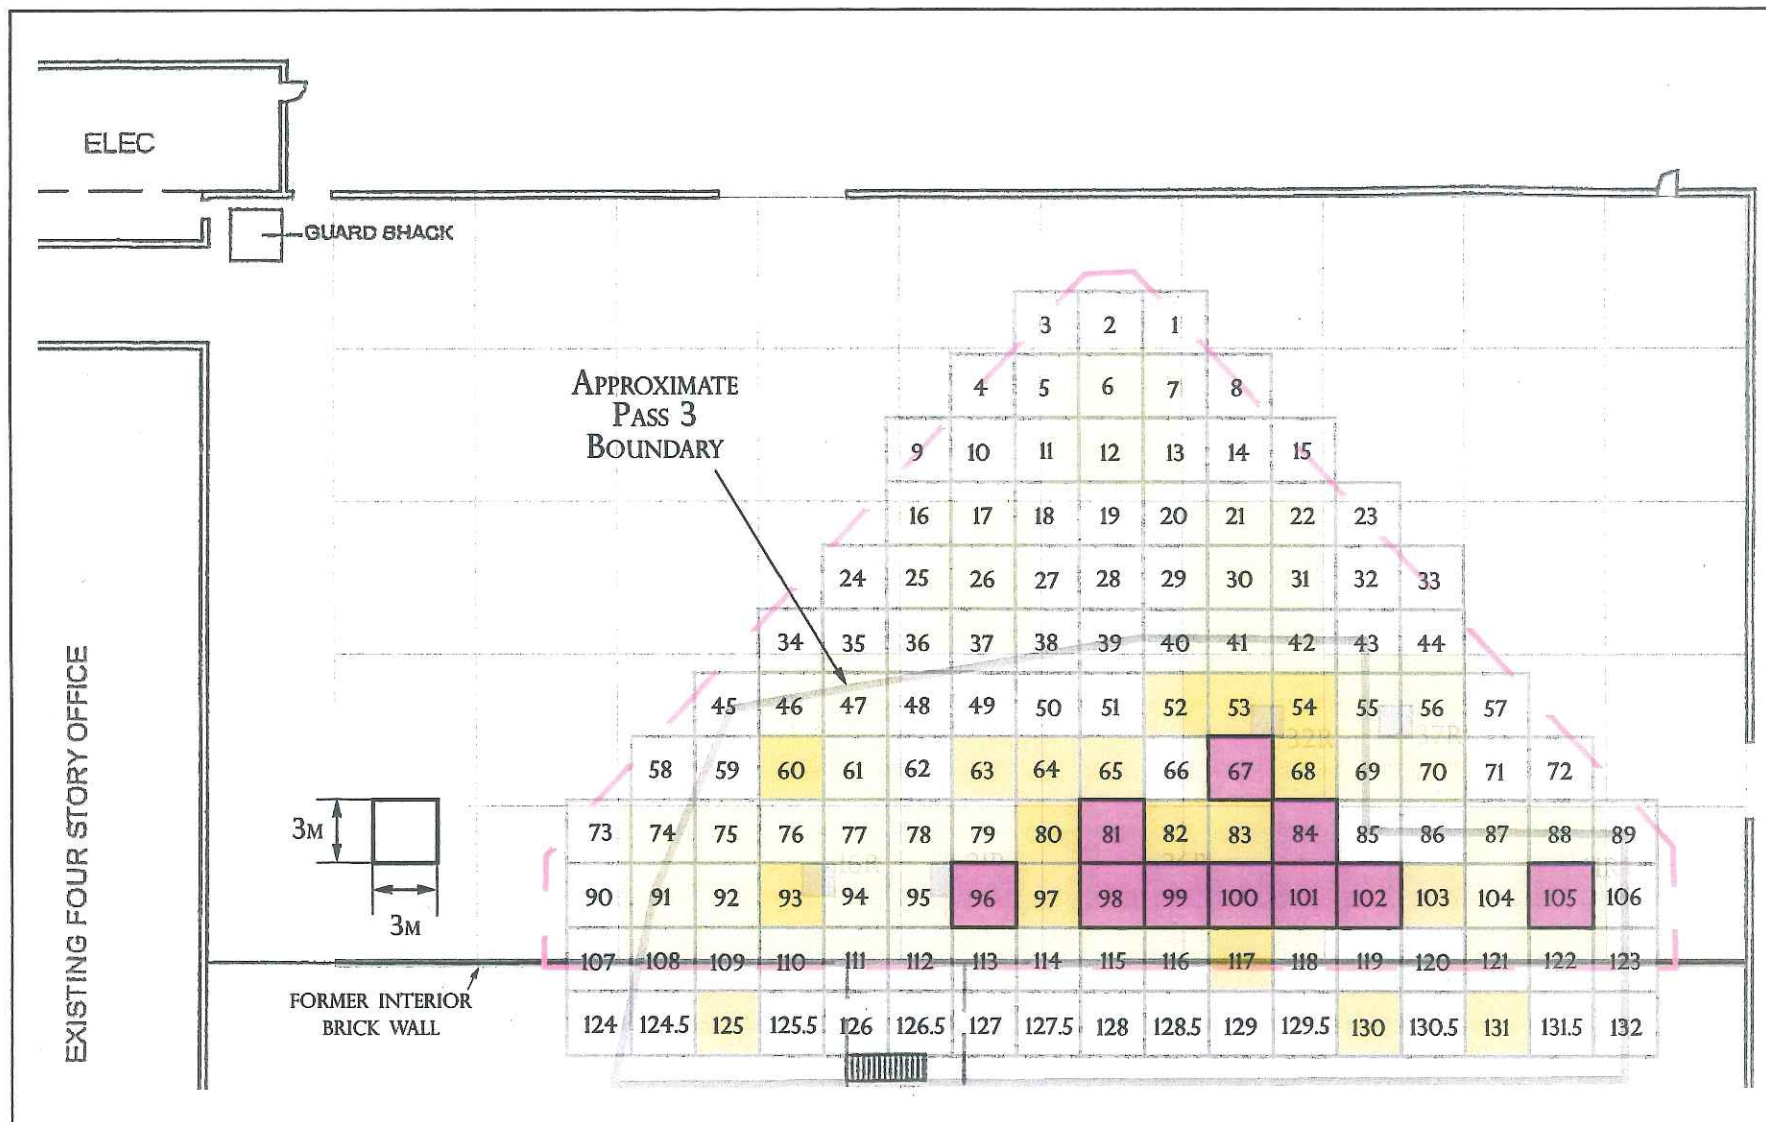 ELEC
GUARD SHACK
3 2 1
APPROXIMATE
PASS 3
BOUNDARY
4 5 6 7 8
9 10 11 12 13 14 15
16 17 18 19 20 21 22 23
24 25 26 27 28 29 30 31 32 33
34 35 36 37 38 39 40 41 42 43 44
45 46 47 48 49 50 51 52 53 54 55 56 57
32R 37R
58 59 60 61 62 63 64 65 66 67 68 69 70 71 72
3M
73 74 75 76 77 78 79 80 81 82 83 84 85 86 87 88 89
90 91 92 93 94 95 96 97 98 99 100 101 102 103 104 105 106
3M
107 108 109 110 111 112 113 114 115 116 117 118 119 120 121 122 123
FORMER INTERIOR
BRICK WALL
124 124.5 125 125.5 126 126.5 127 127.5 128 128.5 129 129.5 130 130.5 131 131.5 132
EXISTING FOUR STORY OFFICE